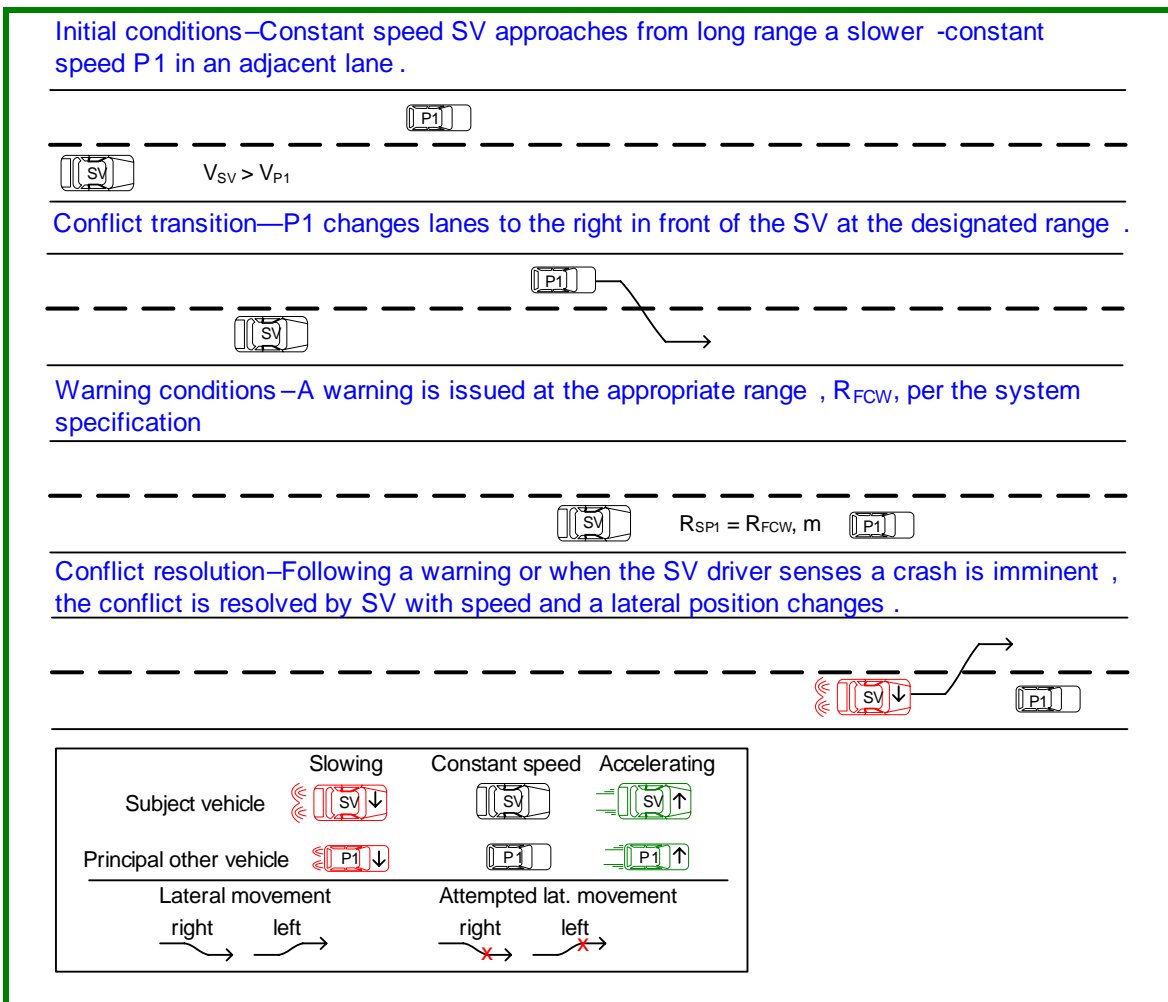 Initial conditions–Constant speed SV approaches from long range a slower -constant
speed P1 in an adjacent lane .
P1
SV
VSV > VP1
Conflict transition—P1 changes lanes to the right in front of the SV at the designated range .
P1
SV
Warning conditions –A warning is issued at the appropriate range , RFCW, per the system
specification
SV
RSP1 = RFCW, m
P1
Conflict resolution–Following a warning or when the SV driver senses a crash is imminent ,
the conflict is resolved by SV with speed and a lateral position changes .
SV
P1
Slowing Constant speed Accelerating
Subject vehicle SV SV SV
Principal other vehicle P1 P1 P1
Lateral movement Attempted lat. movement
right left right left
x x